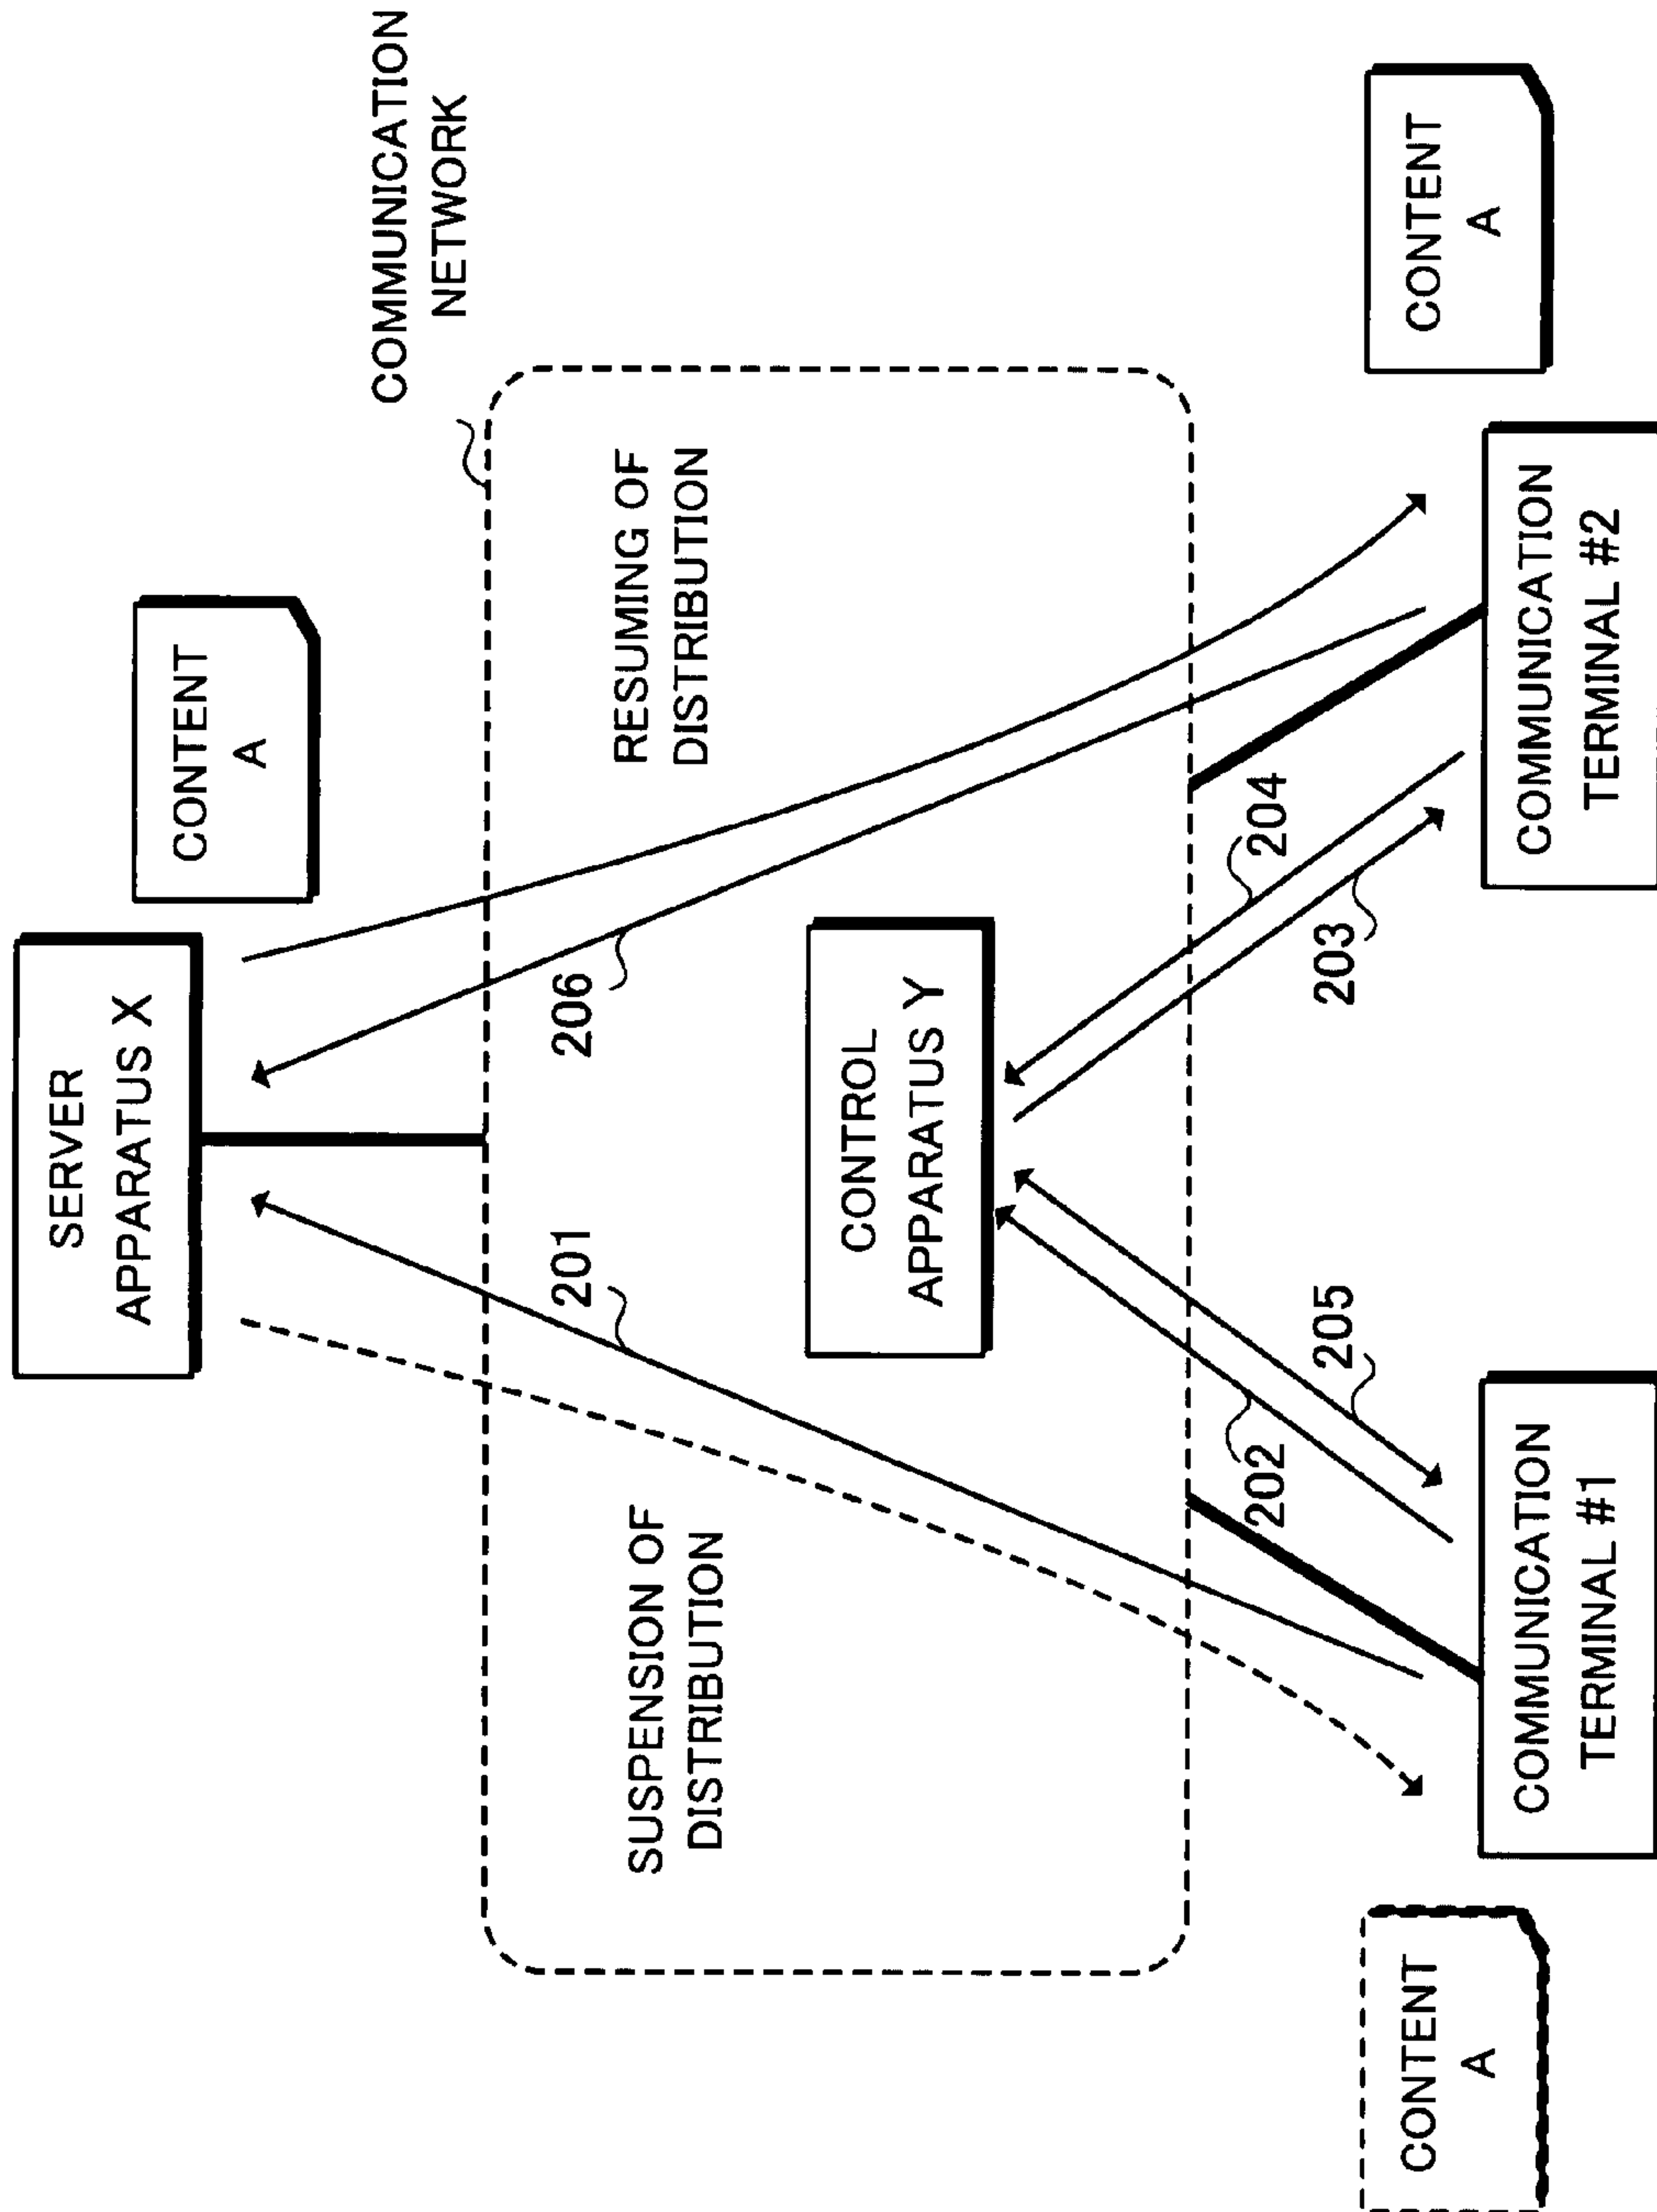 COMMUNICATION
NETWORK
SERVER
APPARATUS X
CONTENT
A
SUSPENSION OF
DISTRIBUTION
RESUMING OF
DISTRIBUTION
201
206
CONTROL
APPARATUS Y
202
205
203
204
CONTENT
A
COMMUNICATION
TERMINAL #1
COMMUNICATION
TERMINAL #2
CONTENT
A